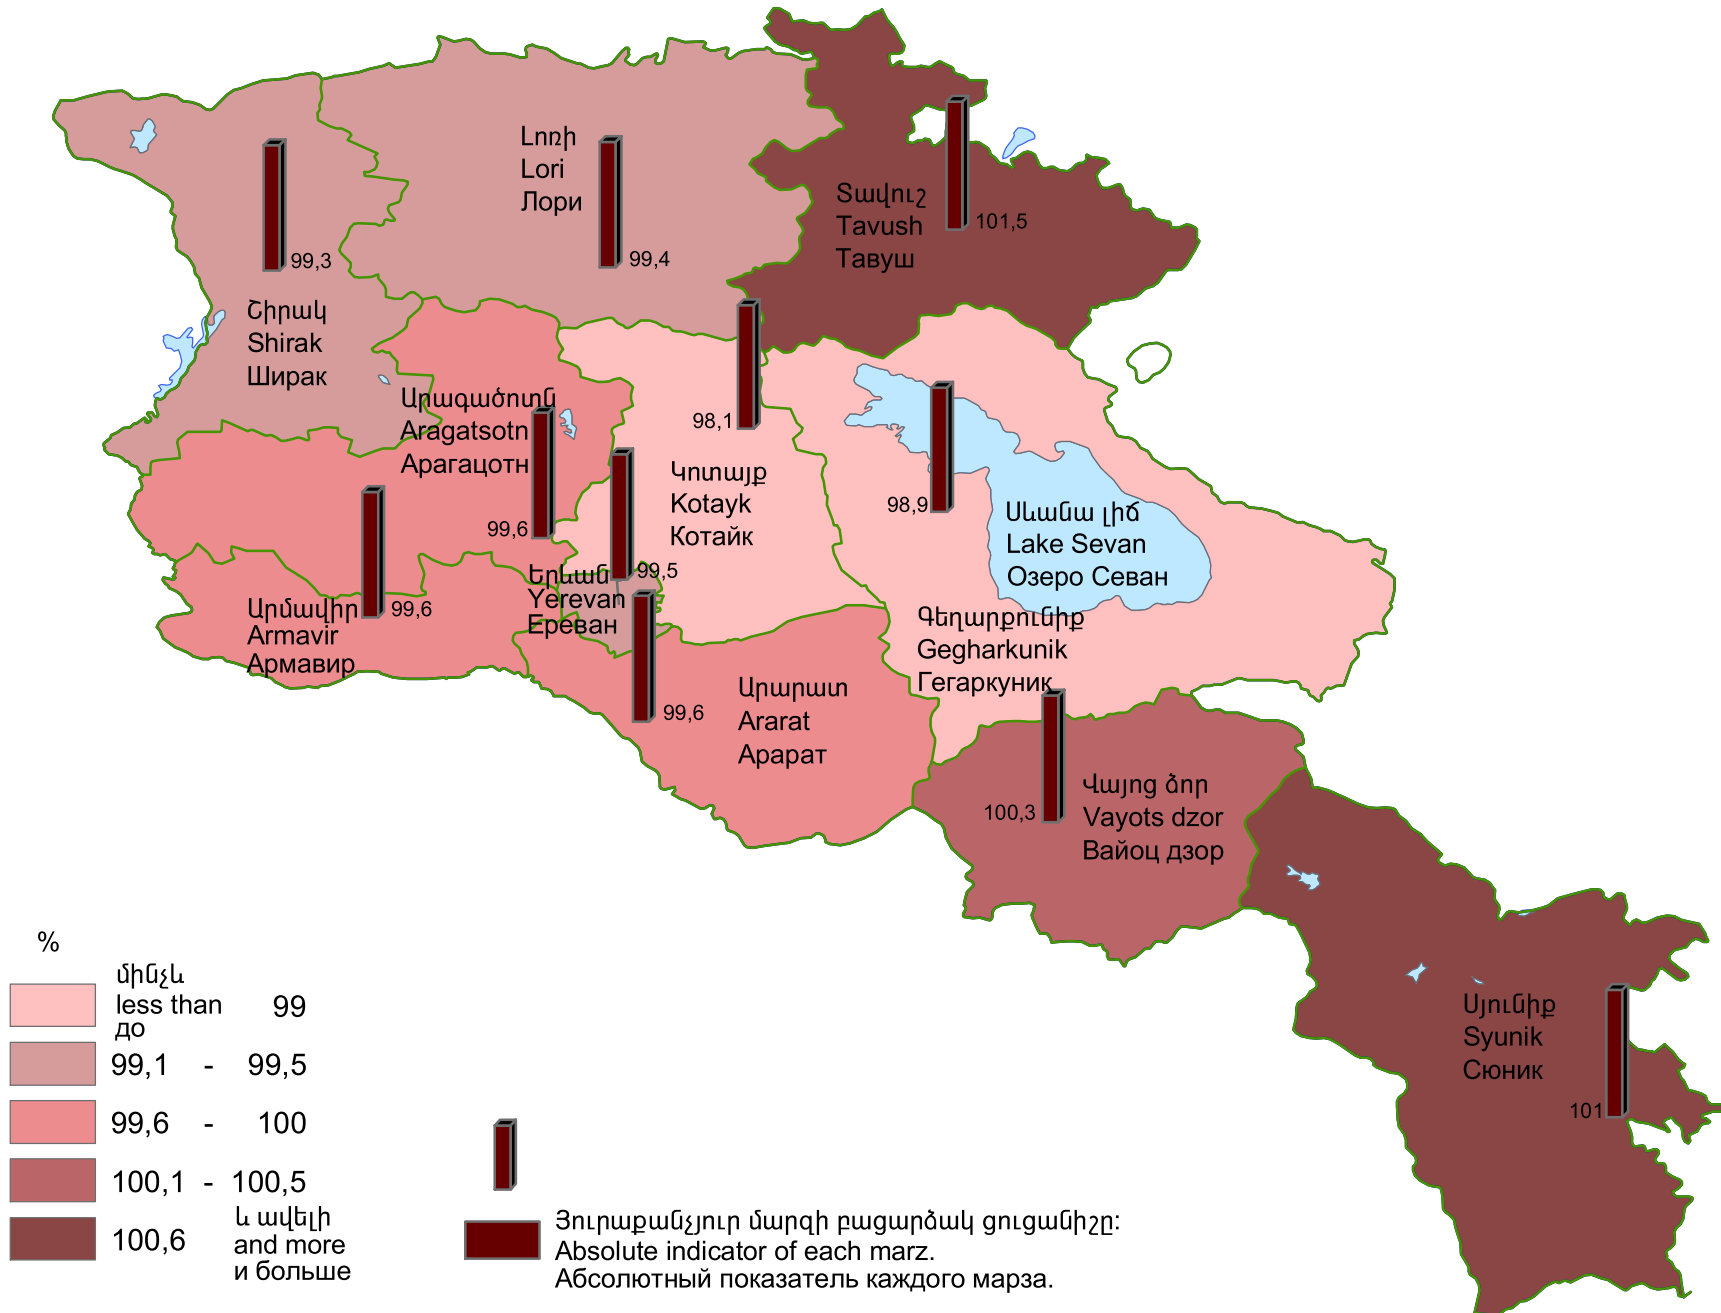 Լոռի
Lori
Лори
99,4
Տավուշ
Tavush
Тавуш
101,5
99,3
Շիրակ
Shirak
Ширак
Արագածոտն
Aragatsotn
Арагацотн
99,6
98,1
Կոտայք
Kotayk
Котайк
98,9
Սևանա լիճ
Lake Sevan
Озеро Севан
99,5
Երևան
Yerevan
Ереван
99,6
Արմավիր
Armavir
Армавир
Գեղարքունիք
Gegharkunik
Гегаркуник
99,6
Արարատ
Ararat
Арарат
100,3
Վայոց ձոր
Vayots dzor
Вайоц дзор
Սյունիք
Syunik
Сюник
101
%
մինչև
less than 99
до
99,1 - 99,5
99,6 - 100
100,1 - 100,5
և ավելի
100,6 and more
и больше
Յուրաքանչյուր մարզի բացարձակ ցուցանիշը:
Absolute indicator of each marz.
Абсолютный показатель каждого марза.